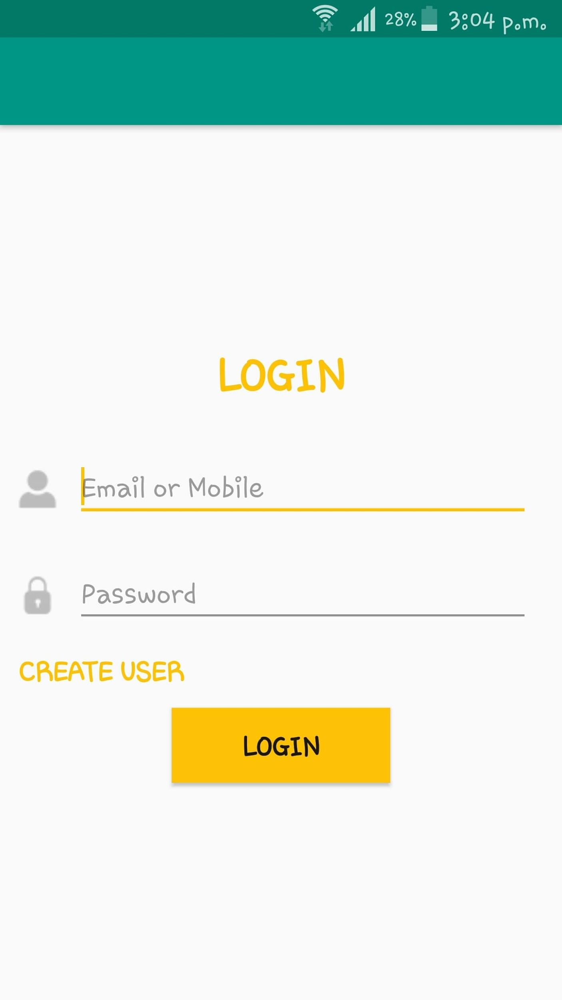 28% 3:04 p.m.
LOGIN
Email or Mobile
Password
CREATE USER
LOGIN